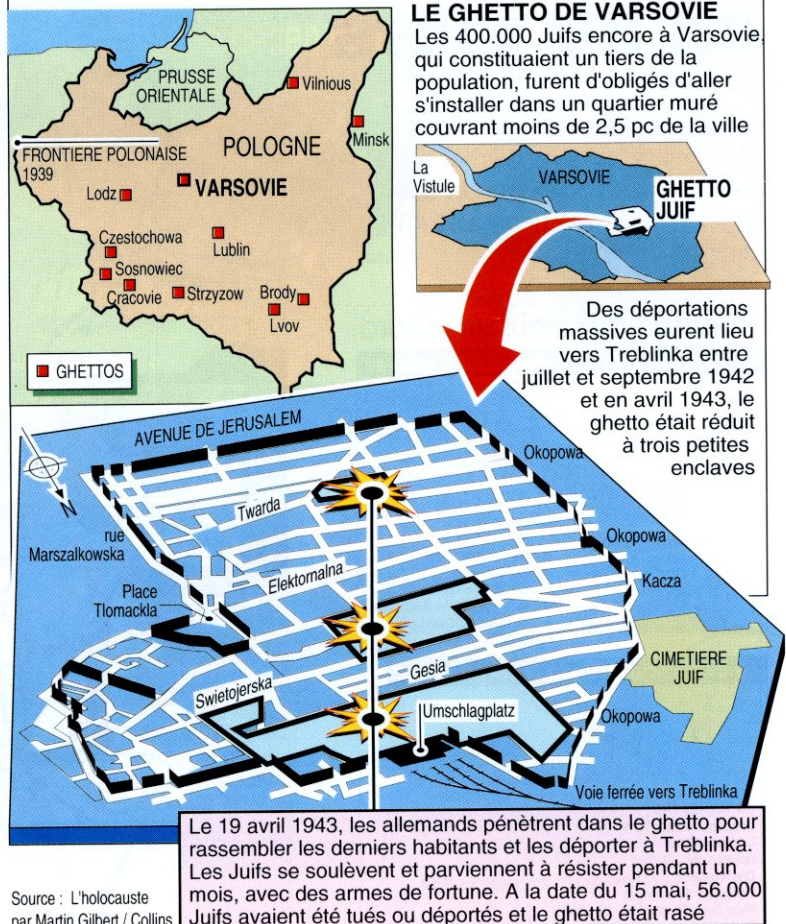 LE GHETTO DE VARSOVIE
Les 400.000 Juifs encore à Varsovie,
qui constituaient un tiers de la
population, furent d'obligés d'aller
s'installer dans un quartier muré
couvrant moins de 2,5 pc de la ville
PRUSSE
ORIENTALE
Vilnious
Minsk
FRONTIERE POLONAISE
1939
POLOGNE
VARSOVIE
Lodz
Czestochowa
Lublin
Sosnowiec
Cracovie
Strzyzow
Brody
Lvov
GHETTOS
La
Vistule
VARSOVIE
GHETTO
JUIF
Des déportations
massives eurent lieu
vers Treblinka entre
juillet et septembre 1942
et en avril 1943, le
ghetto était réduit
à trois petites
enclaves
AVENUE DE JERUSALEM
N
Okopowa
Twarda
rue
Marszalkowska
Okopowa
Elektornalna
Kacza
Place
Tlomackla
CIMETIERE
JUIF
Gesia
Swietojerska
Umschlagplatz
Okopowa
Voie ferrée vers Treblinka
Le 19 avril 1943, les allemands pénètrent dans le ghetto pour
rassembler les derniers habitants et les déporter à Treblinka.
Les Juifs se soulèvent et parviennent à résister pendant un
mois, avec des armes de fortune. A la date du 15 mai, 56.000
Juifs avaient été tués ou déportés et le ghetto était rasé
Source : L'holocauste
par Martin Gilbert / Collins